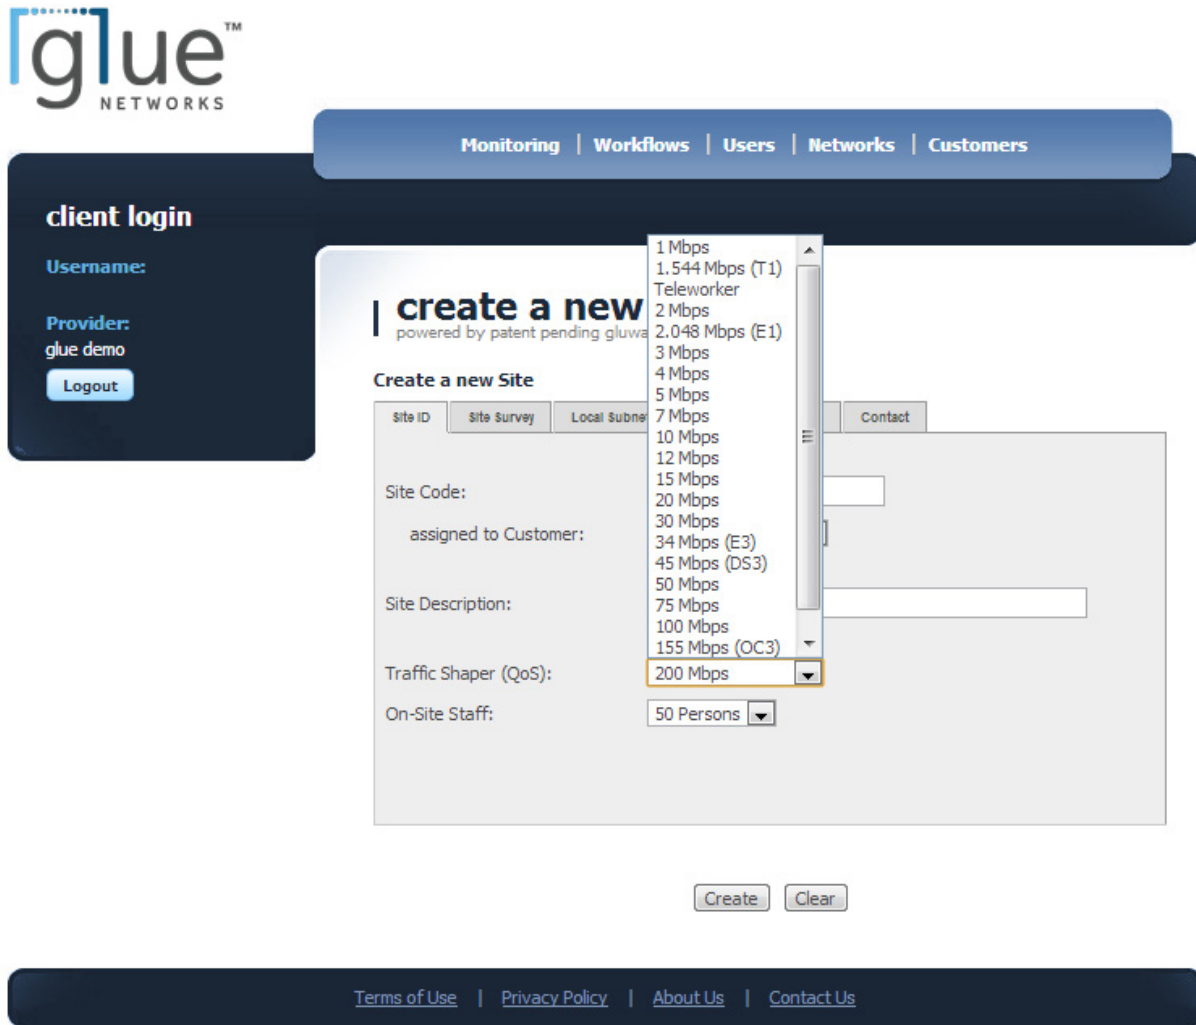 glue™
NETWORKS
Monitoring | Workflows | Users | Networks | Customers
client login
Username:
Provider:
glue demo
Logout
create a new
powered by patent pending
Create a new Site
Site ID
Site Survey
Local
Contact
Site Code:
assigned to Customer:
Site Description:
Traffic Shaper (QoS):
1 Mbps
1.544 Mbps (T1)
Teleworker
2 Mbps
2.048 Mbps (E1)
3 Mbps
4 Mbps
5 Mbps
7 Mbps
10 Mbps
12 Mbps
15 Mbps
20 Mbps
30 Mbps
34 Mbps (E3)
45 Mbps (DS3)
50 Mbps
75 Mbps
100 Mbps
155 Mbps (OC3)
200 Mbps
On-Site Staff:
50 Persons
Create
Clear
Terms of Use | Privacy Policy | About Us | Contact Us